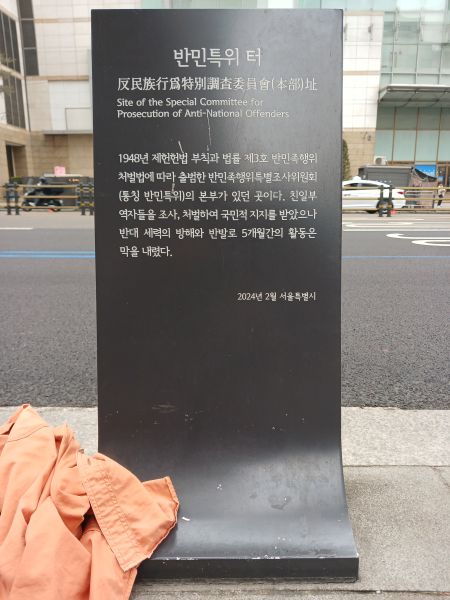 반민특위 터
反民族行爲特別調査委員會(本部)址
Site of the Special Committee for
Prosecution of Anti-National Offenders
1948년 제헌헌법 부칙과 법률 제3호 반민족행위
처벌법에 따라 출범한 반민족행위특별조사위원회
(통칭 반민특위)의 본부가 있던 곳이다. 친일부
역자들을 조사, 처벌하여 국민적 지지를 받았으나
반대 세력의 방해와 반발로 5개월간의 활동은
막을 내렸다.
2024년 2월 서울특별시